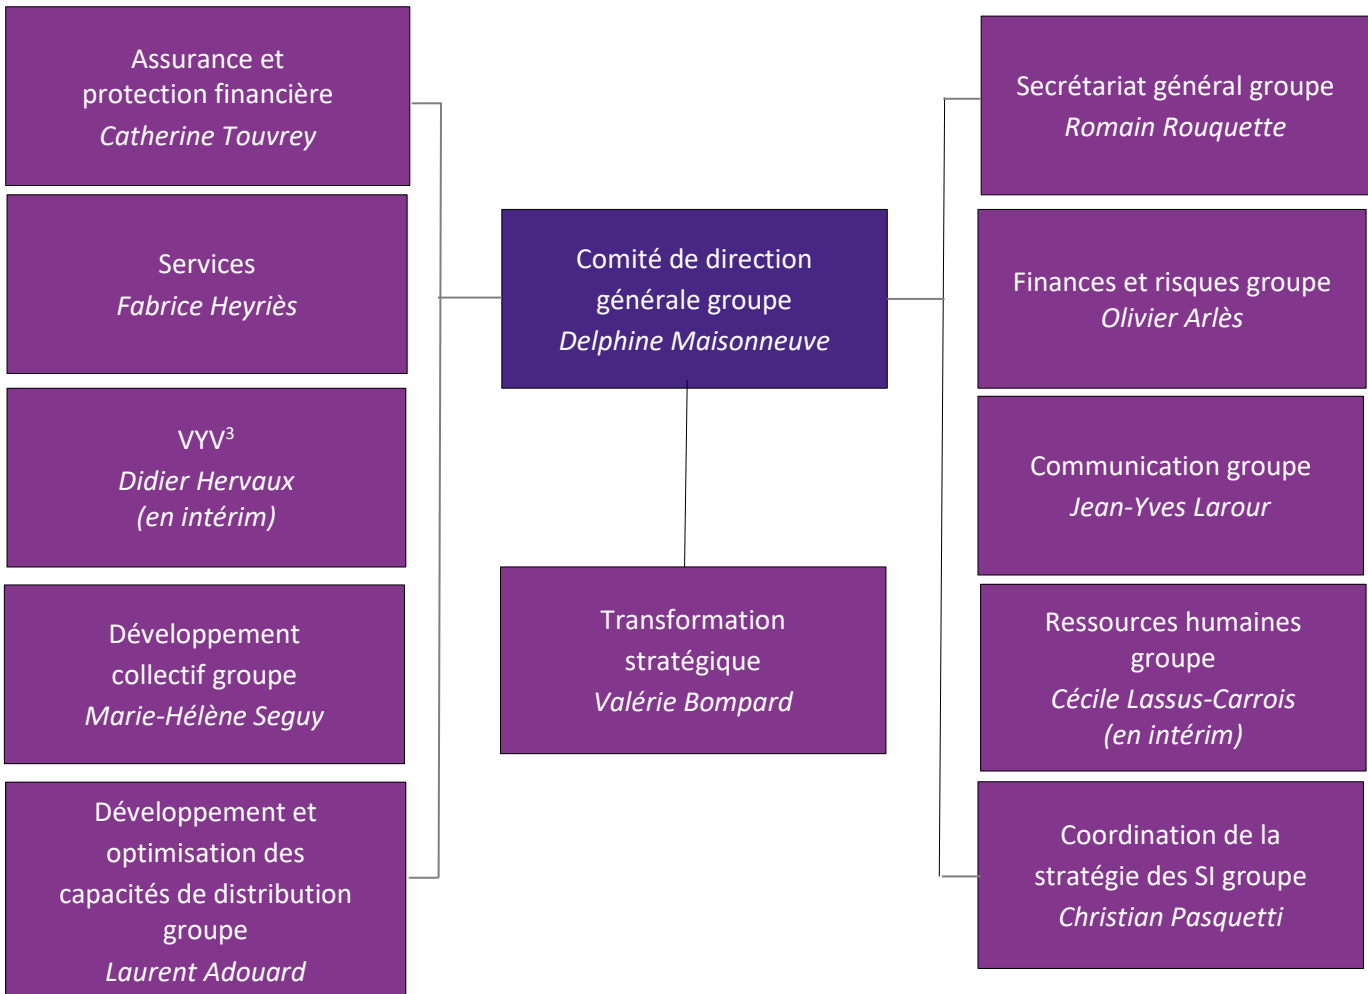 Assurance et
protection financière
Catherine Touvrey
Services
Fabrice Heyriès
VYV³
Didier Hervaux
(en intérim)
Développement
collectif groupe
Marie-Hélène Seguy
Développement et
optimisation des
capacités de distribution
groupe
Laurent Adouard
Comité de direction
générale groupe
Delphine Maisonneuve
Transformation
stratégique
Valérie Bompard
Secrétariat général groupe
Romain Rouquette
Finances et risques groupe
Olivier Arlès
Communication groupe
Jean-Yves Larour
Ressources humaines
groupe
Cécile Lassus-Carrois
(en intérim)
Coordination de la
stratégie des SI groupe
Christian Pasquetti